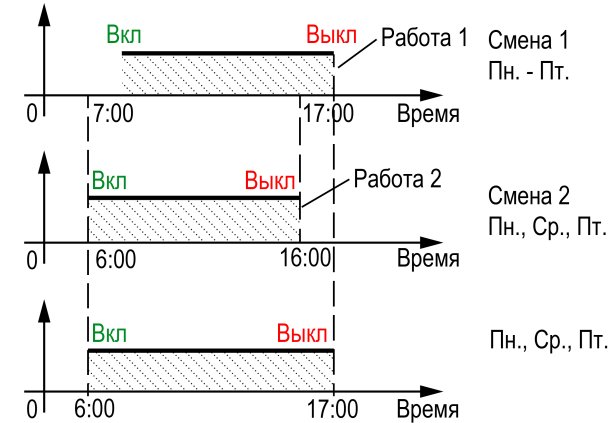 Вкл Выкл Работа 1 Смена 1
Пн. - Пт.
0 7:00 17:00 Время
Вкл Выкл Работа 2 Смена 2
Пн., Ср., Пт.
0 6:00 16:00 Время
Вкл Выкл Пн., Ср., Пт.
0 6:00 17:00 Время